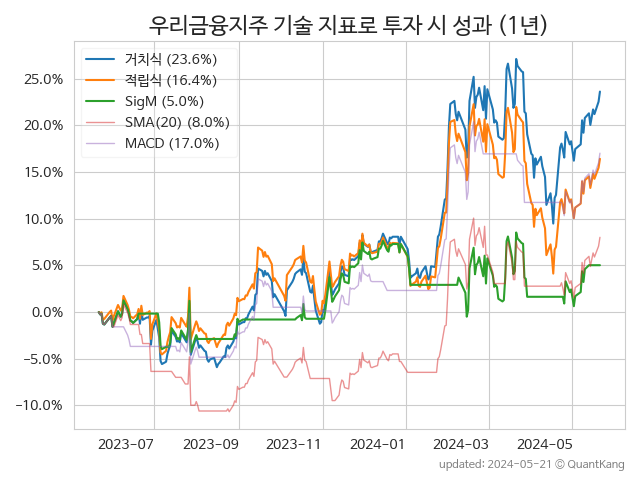 우리금융지주 기술 지표로 투자 시 성과 (1년)
거치식 (23.6%)
적립식 (16.4%)
SigM (5.0%)
SMA(20) (8.0%)
MACD (17.0%)
25.0%
20.0%
15.0%
10.0%
5.0%
0.0%
−5.0%
−10.0%
2023-07
2023-09
2023-11
2024-01
2024-03
2024-05
updated: 2024-05-21 © QuantKang